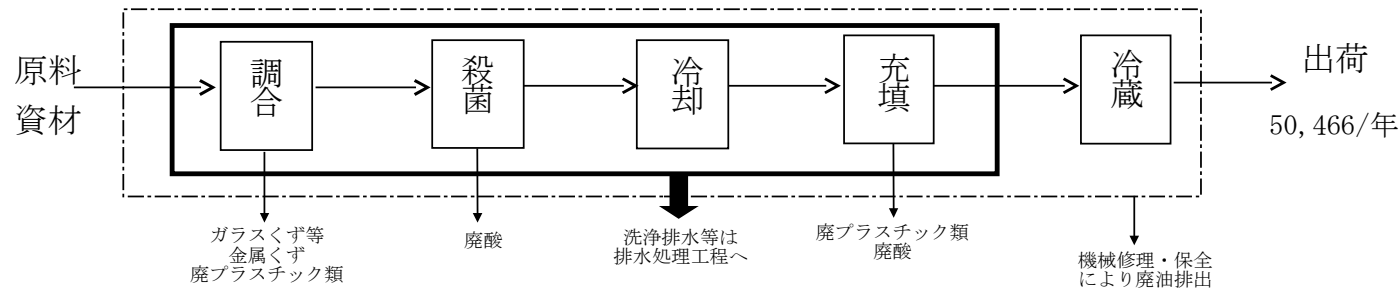 原料
資材
調合
殺菌
冷却
充填
冷蔵
出荷
50,466/年
ガラスくず等
金属くず
廃プラスチック類
廃酸
洗浄排水等は
排水処理工程へ
廃プラスチック類
廃酸
機械修理・保全
により廃油排出